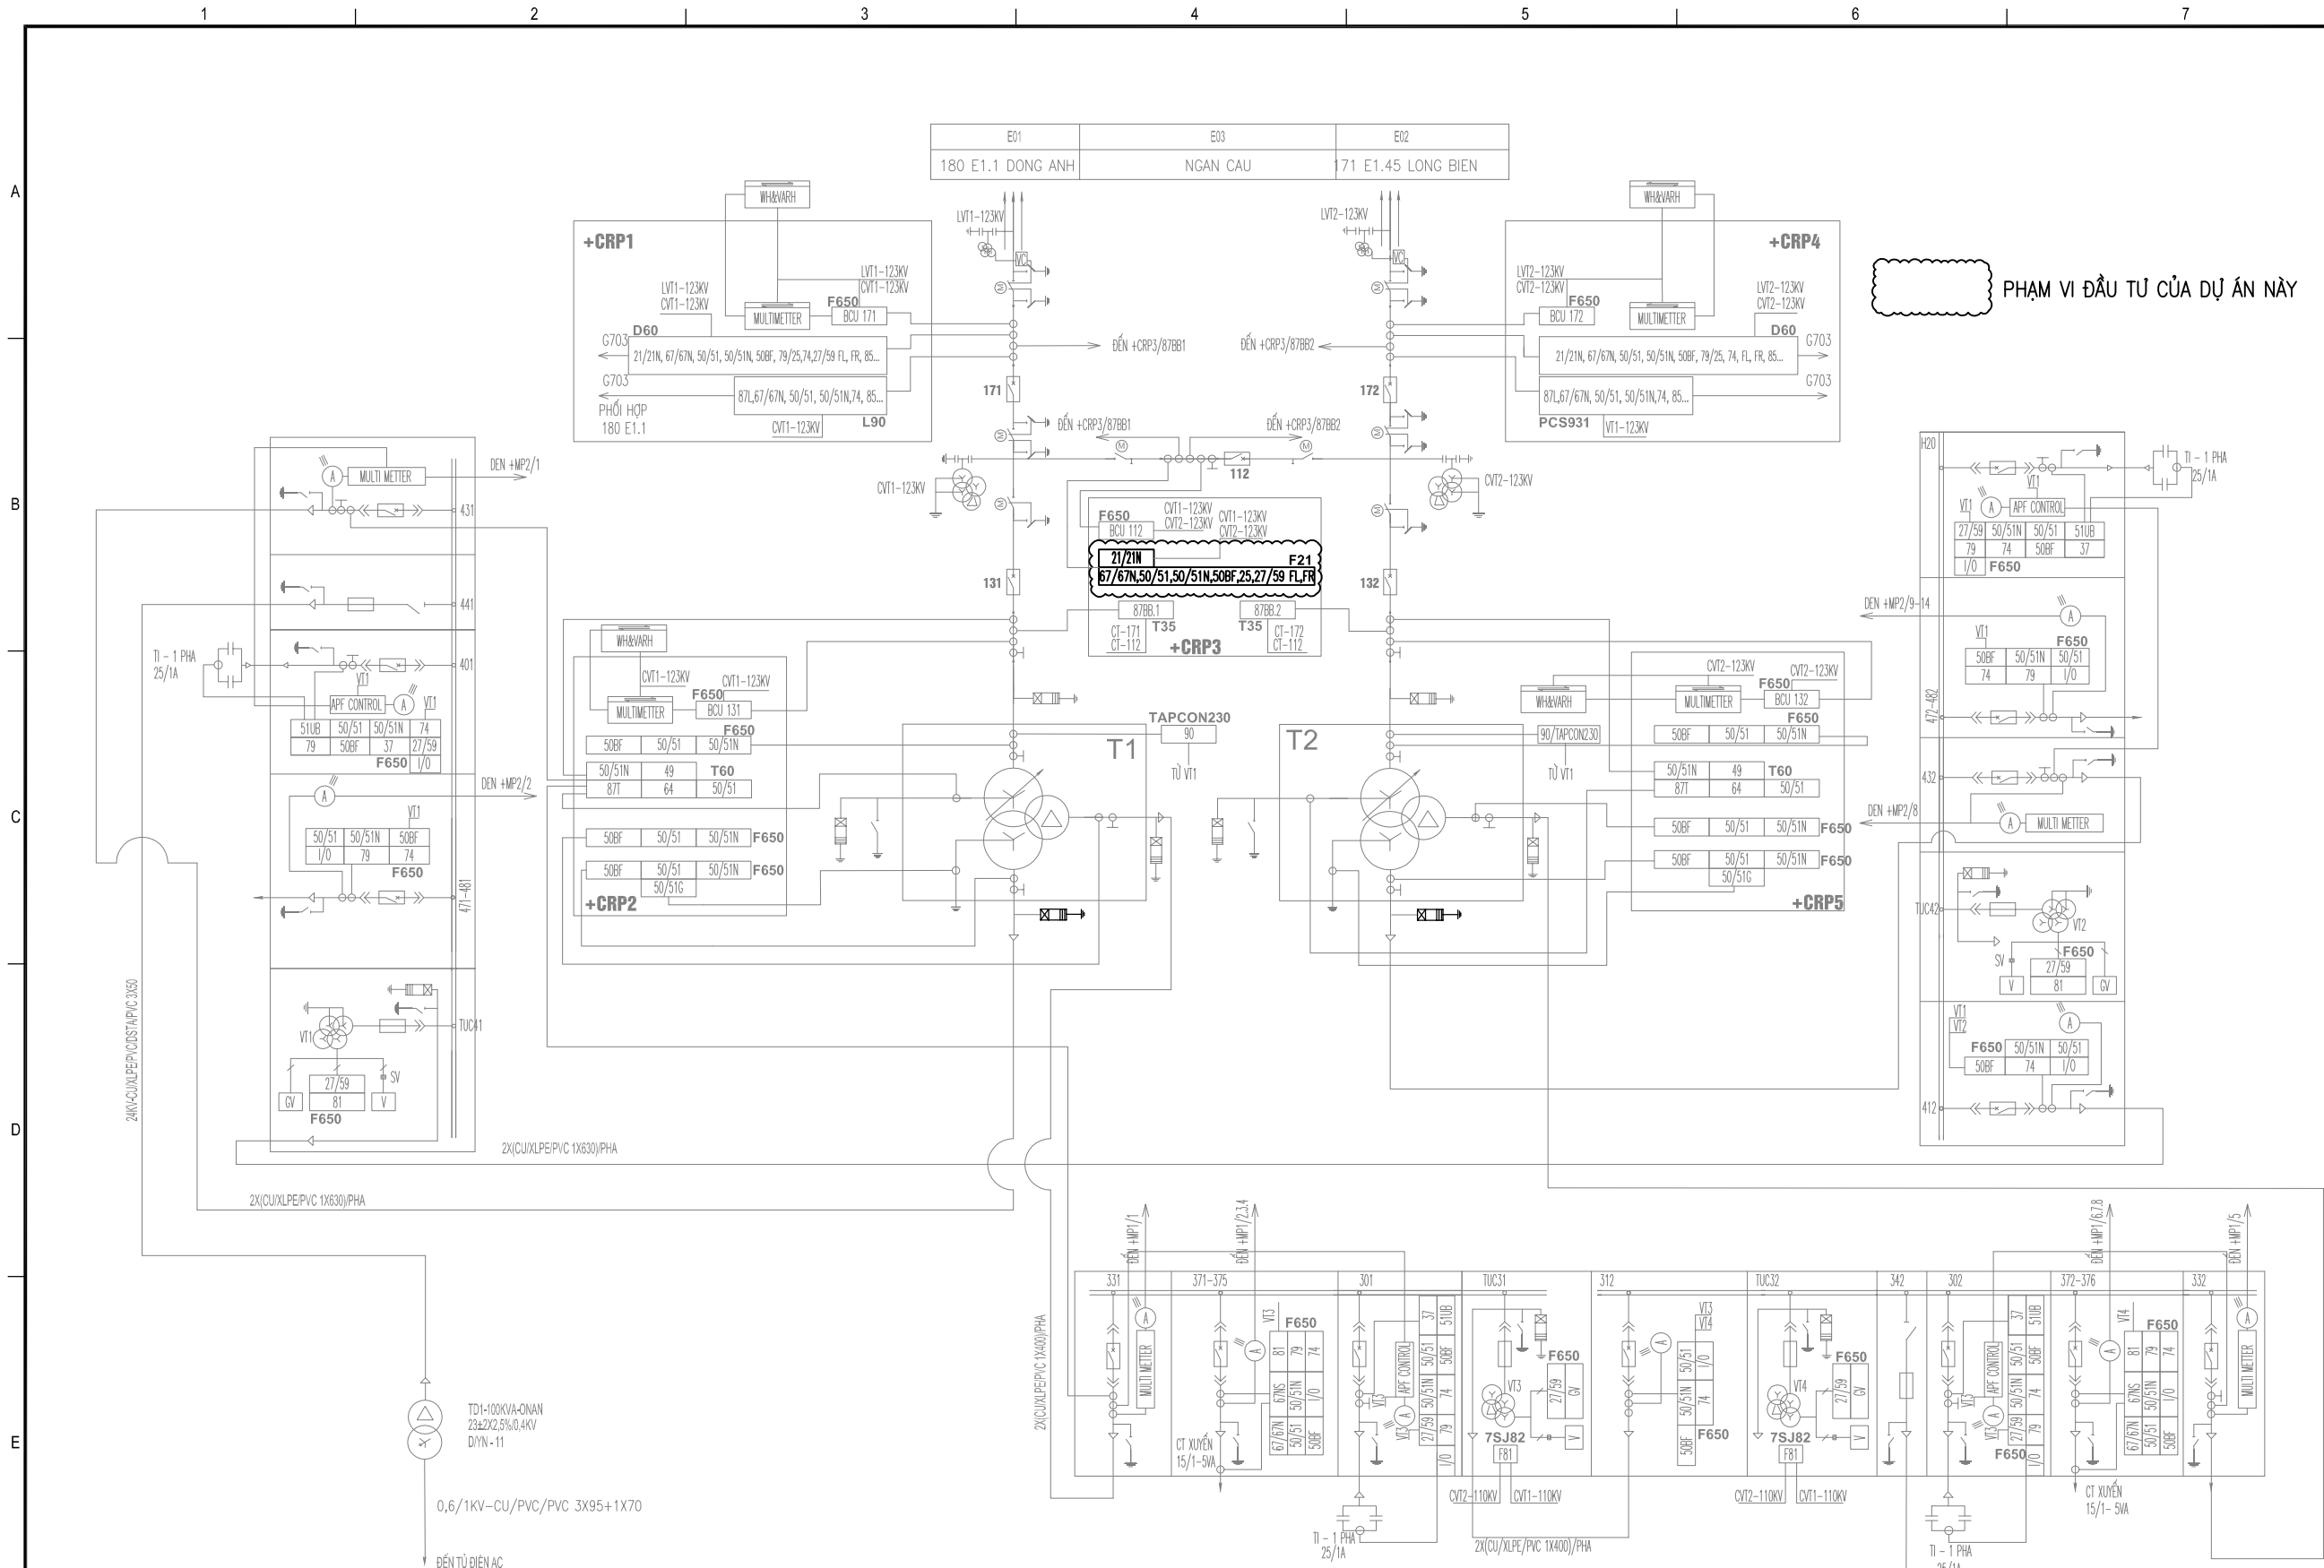 1 2 3 4 5 6 7
A
B
C
D
E
E01 E03 E02
180 E1.1 DONG ANH NGAN CAU 171 E1.45 LONG BIEN
PHẠM VI ĐẦU TƯ CỦA DỰ ÁN NÀY
WH&VARH
+CRP1
LVT1-123KV
CVT1-123KV
LVT1-123KV
CVT1-123KV
MULTIMETTER
F650
BCU 171
G703
D60
21/21N, 67/67N, 50/51, 50/51N, 50BF, 79/25,74,27/59 FL, FR, 85...
G703
87L,67/67N, 50/51, 50/51N,74, 85...
PHỐI HỢP
180 E1.1
CVT1-123KV
L90
LVT1-123KV
VC
M
ĐẾN +CRP3/87BB1
171
M
CVT1-123KV
M
131
LVT2-123KV
VC
M
ĐẾN +CRP3/87BB2
172
M
CVT2-123KV
M
132
ĐẾN +CRP3/87BB1
ĐẾN +CRP3/87BB2
M
M
112
WH&VARH
+CRP4
LVT2-123KV
CVT2-123KV
LVT2-123KV
CVT2-123KV
F650
BCU 172
MULTIMETTER
D60
21/21N, 67/67N, 50/51, 50/51N, 50BF, 79/25, 74, FL, FR, 85...
G703
87L,67/67N, 50/51, 50/51N,74, 85...
G703
PCS931
VT1-123KV
F650
BCU 112
CVT1-123KV
CVT2-123KV
CVT1-123KV
CVT2-123KV
21/21N
F21
67/67N,50/51,50/51N,50BF,25,27/59 FL,FR
87BB.1
87BB.2
T35
T35
CT-171
CT-112
CT-172
CT-112
+CRP3
A
MULTI METTER
DEN +MP2/1
431
441
401
TI - 1 PHA
25/1A
VT1
APF CONTROL
A
VT1
51UB 50/51 50/51N 74
79 50BF 37 27/59
F650 I/O
A
DEN +MP2/2
VT1
50/51 50/51N 50BF
I/O 79 74
F650
471-481
TUC41
VT1
SV
27/59
81
GV
V
F650
WH&VARH
CVT1-123KV
CVT1-123KV
MULTIMETTER
F650
BCU 131
F650
50BF 50/51 50/51N
50/51N 49 T60
87T 64 50/51
50BF 50/51 50/51N F650
50BF 50/51 50/51N F650
50/51G
+CRP2
T1
TAPCON230
90
TỪ VT1
T2
90/TAPCON230
TỪ VT1
WH&VARH
CVT2-123KV
CVT2-123KV
MULTIMETTER
F650
BCU 132
F650
50BF 50/51 50/51N
50/51N 49 T60
87T 64 50/51
50BF 50/51 50/51N F650
50BF 50/51 50/51N F650
50/51G
+CRP5
H20
TI - 1 PHA
25/1A
VT1
VT1
A
APF CONTROL
27/59 50/51N 50/51 51UB
79 74 50BF 37
I/O F650
DEN +MP2/9-14
A
VT1
F650
50BF 50/51N 50/51
74 79 I/O
472-482
432
DEN +MP2/8
A
MULTI METTER
TUC42
VT2
SV
F650
27/59
81
V
GV
VT1
VT2
A
F650 50/51N 50/51
50BF 74 I/O
412
24KV-CU/XLPE/PVC/DSTA/PVC 3X50
2X(CU/XLPE/PVC 1X630)/PHA
2X(CU/XLPE/PVC 1X630)/PHA
TD1-100KVA-ONAN
23±2X2,5%/0,4KV
D/YN - 11
0,6/1KV-CU/PVC/PVC 3X95+1X70
ĐẾN TỦ ĐIỆN AC
2X(CU/XLPE/PVC 1X400)/PHA
ĐẾN +MP1/1
ĐẾN +MP1/2,3,4
ĐẾN +MP1/6,7,8
ĐẾN +MP1/5
331 371-375 301 TUC31 312 TUC32 342 302 372-376 332
A
MULTI METTER
VT3
F650
A
81 79 74
67NS 50/51N I/O
67/67N 50/51 50BF
CT XUYẾN
15/1-5VA
37 51UB
APF CONTROL
50/51 50BF
50/51N 74
27/59 79
I/O
VT3
VT3
A
TI - 1 PHA
25/1A
VT3
F650
27/59
GV
V
7SJ82
F81
CVT2-110KV
CVT1-110KV
A
VT3
VT4
50/51 I/O
50/51N 74
50BF
F650
2X(CU/XLPE/PVC 1X400)/PHA
VT4
F650
27/59
GV
V
7SJ82
F81
CVT2-110KV
CVT1-110KV
37 51UB
APF CONTROL
50/51 50BF
50/51N 74
27/59 79
I/O
VT3
VT3
A
F650
TI - 1 PHA
25/1A
VT4
F650
A
81 79 74
67NS 50/51N I/O
67/67N 50/51 50BF
CT XUYẾN
15/1- 5VA
A
MULTI METTER